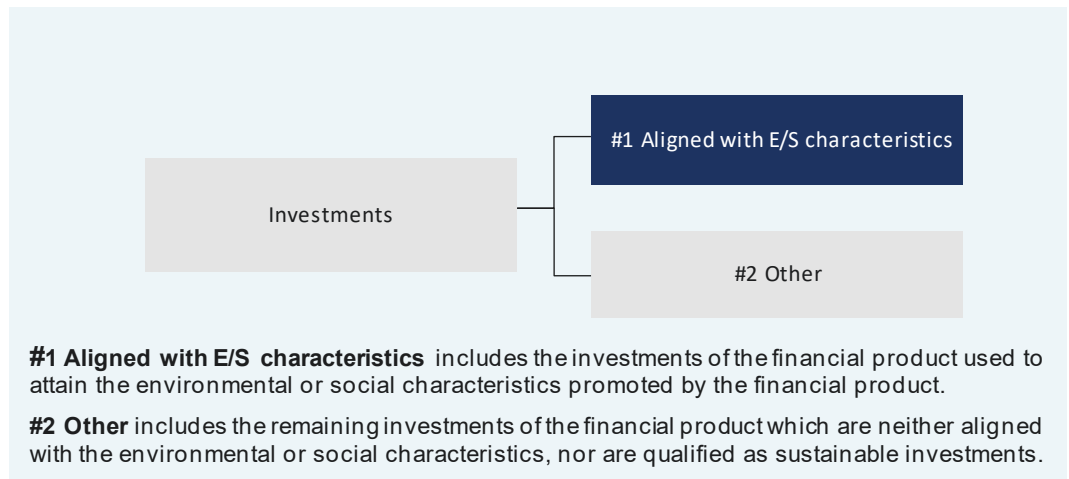 #1 Aligned with E/S characteristics
Investments
#2 Other
#1 Aligned with E/S characteristics includes the investments of the financial product used to
attain the environmental or social characteristics promoted by the financial product.
#2 Other includes the remaining investments of the financial product which are neither aligned
with the environmental or social characteristics, nor are qualified as sustainable investments.